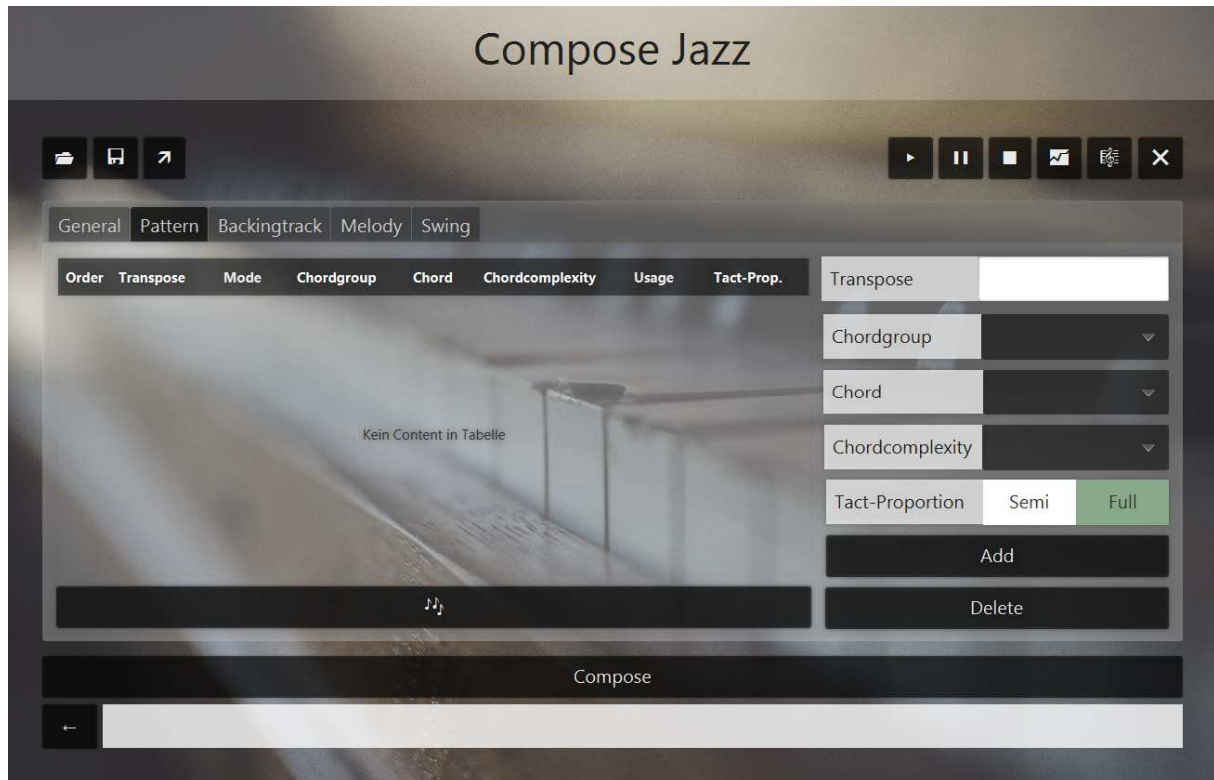 Compose Jazz
General Pattern Backingtrack Melody Swing
Order Transpose Mode Chordgroup Chord Chordcomplexity Usage Tact-Prop.
Kein Content in Tabelle
Transpose
Chordgroup
Chord
Chordcomplexity
Tact-Proportion Semi Full
Add
Delete
Compose